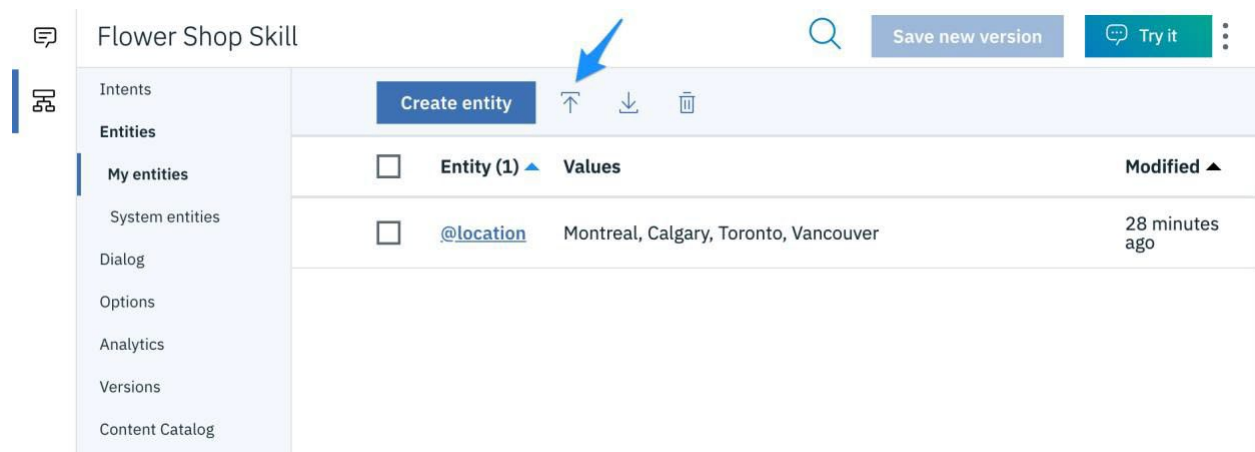 Flower Shop Skill
Save new version
Try it
Intents
Entities
My entities
System entities
Dialog
Options
Analytics
Versions
Content Catalog
Create entity
Entity (1) Values Modified
@location Montreal, Calgary, Toronto, Vancouver 28 minutes
ago